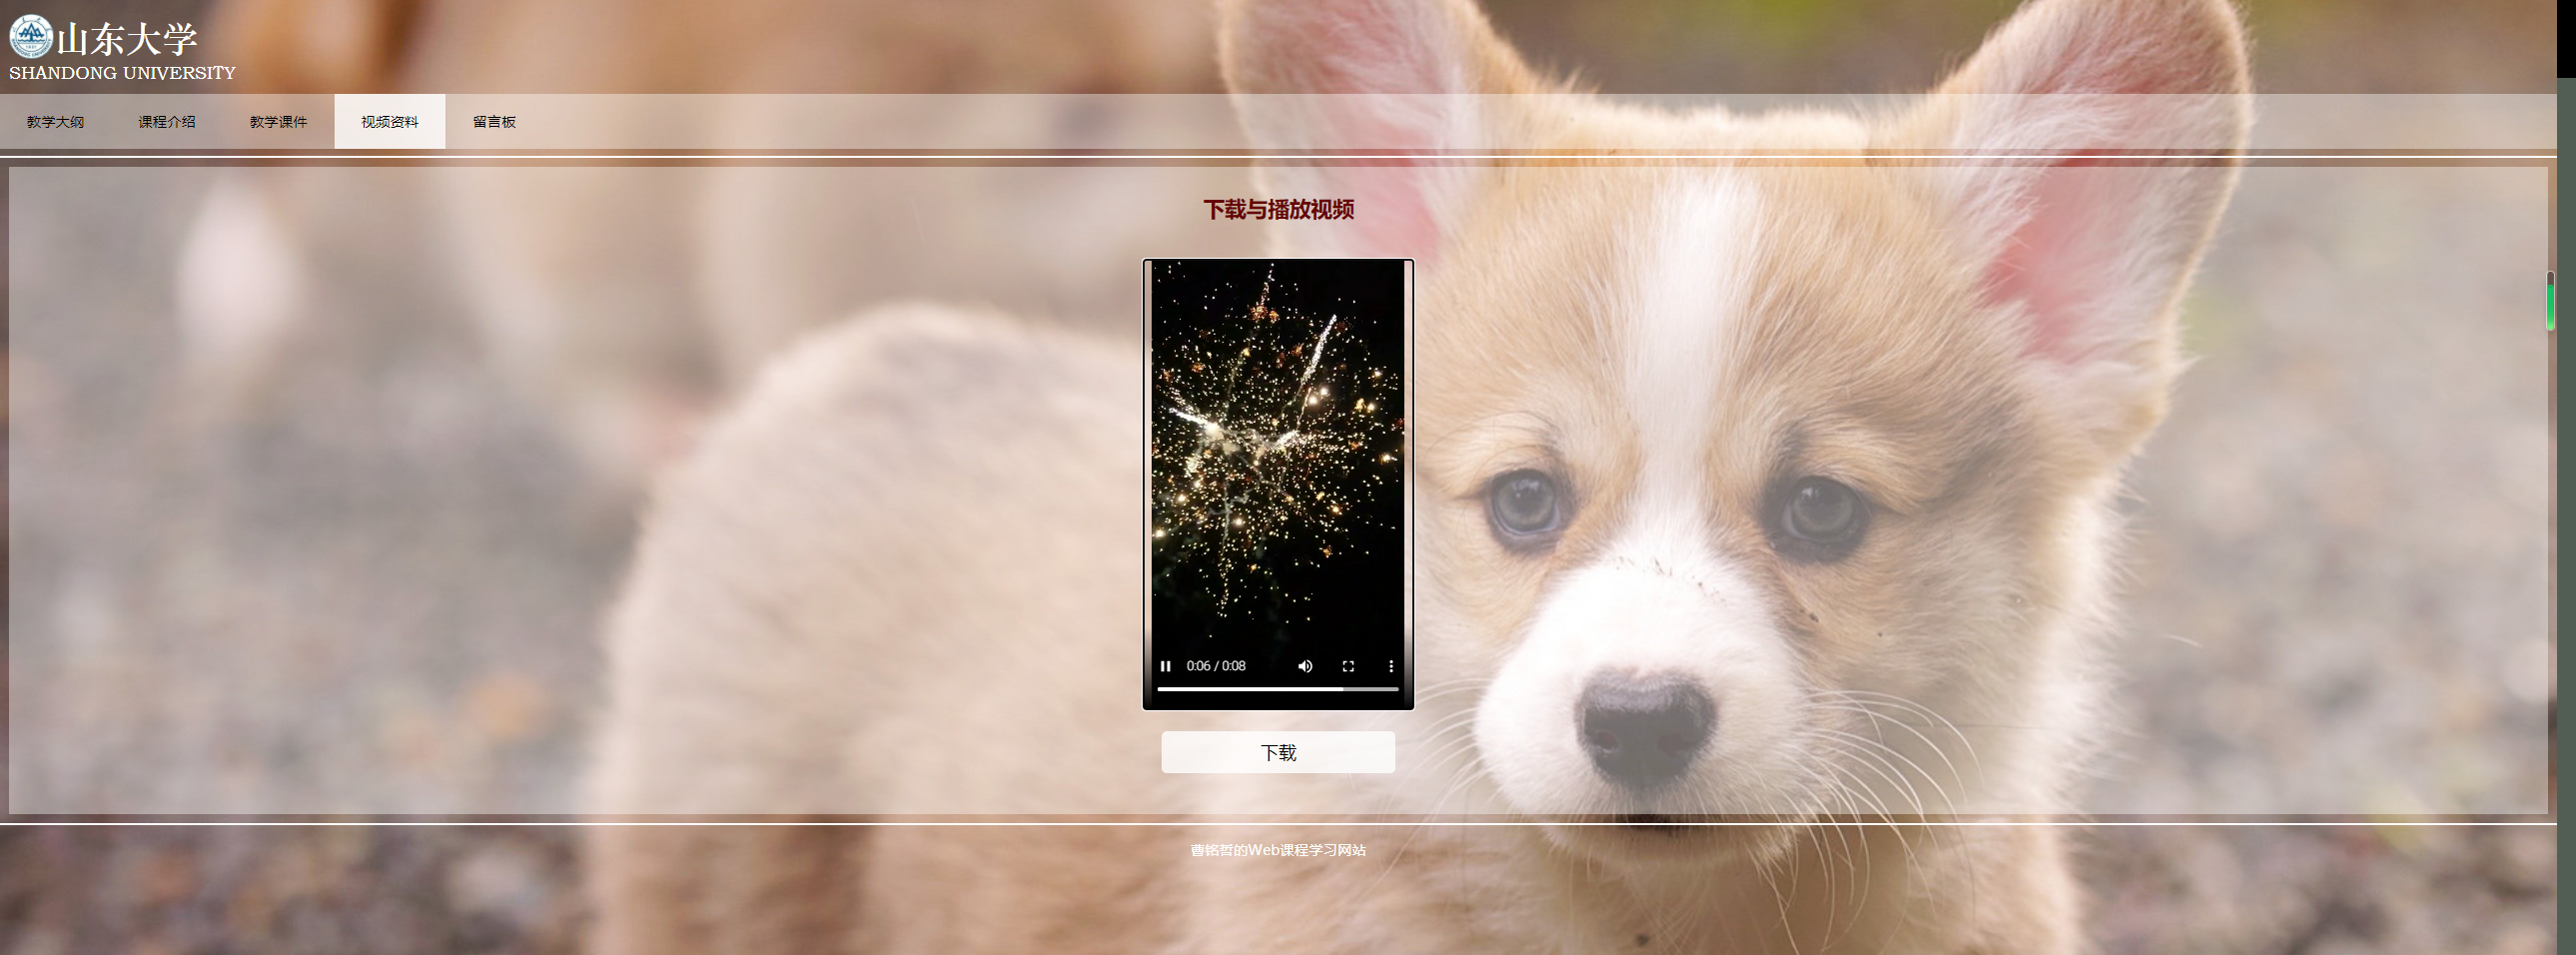 山东大学
SHANDONG UNIVERSITY
教学大纲 课程介绍 教学课件 视频资料 留言板
下载与播放视频
0:06 / 0:08
下载
曹铭哲的Web课程学习网站